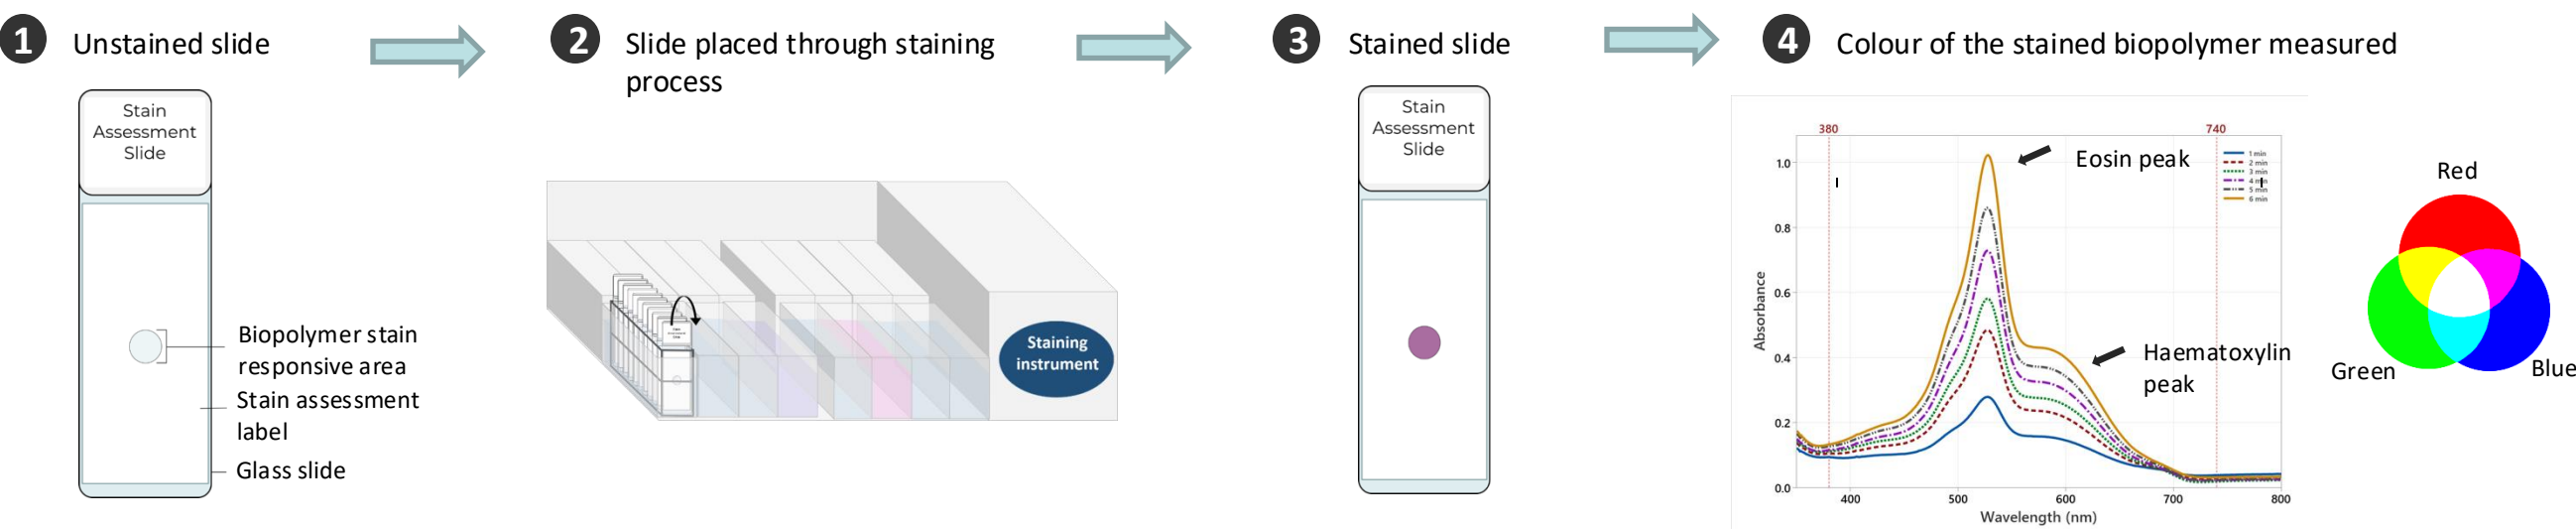 1 Unstained slide
Stain
Assessment
Slide
Biopolymer stain
responsive area
Stain assessment
label
Glass slide
2 Slide placed through staining
process
Staining
instrument
3 Stained slide
Stain
Assessment
Slide
4 Colour of the stained biopolymer measured
380
740
1 min
2 min
3 min
4 min
5 min
6 min
Eosin peak
Haematoxylin
peak
Absorbance
1.0
0.8
0.6
0.4
0.2
0.0
400 500 600 700 800
Wavelength (nm)
Red
Green
Blue